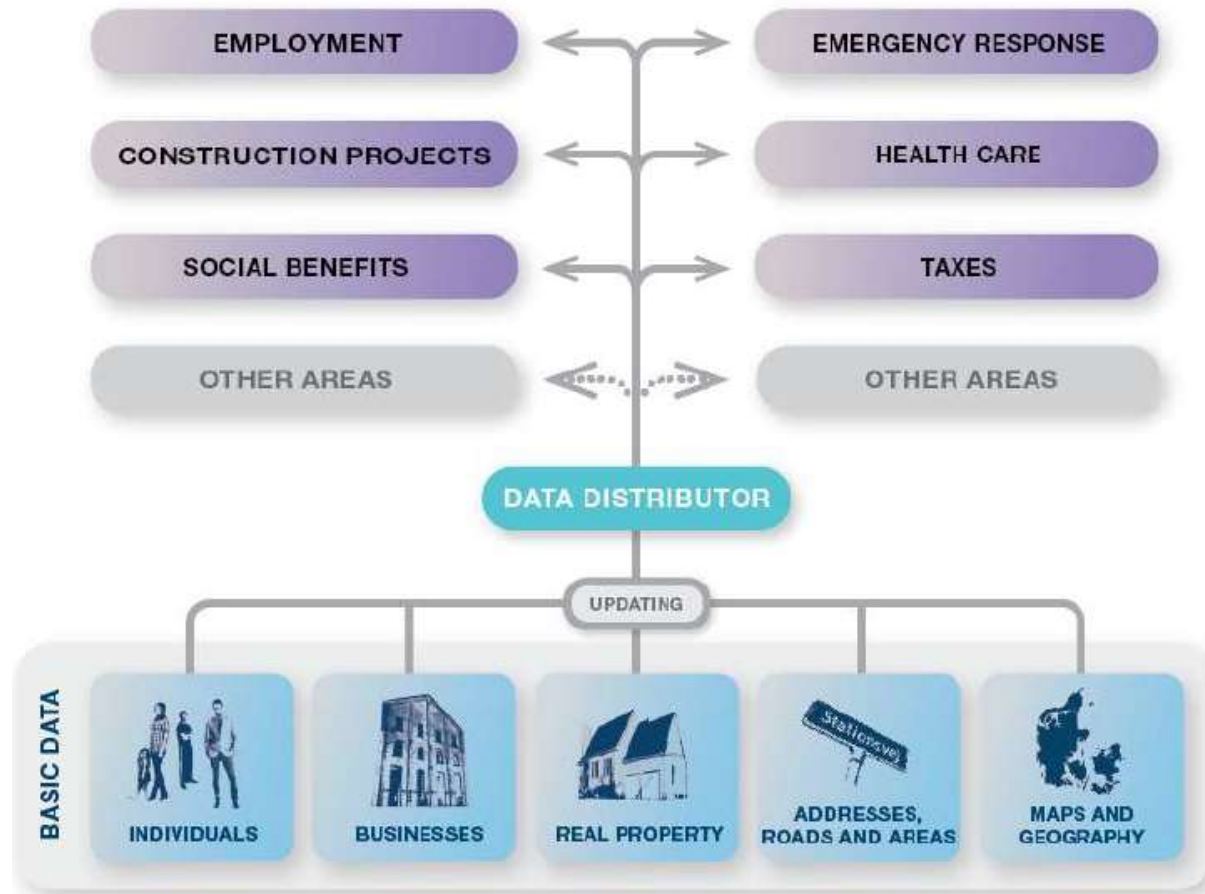 EMPLOYMENT
EMERGENCY RESPONSE
CONSTRUCTION PROJECTS
HEALTH CARE
SOCIAL BENEFITS
TAXES
OTHER AREAS
OTHER AREAS
DATA DISTRIBUTOR
UPDATING
BASIC DATA
INDIVIDUALS
BUSINESSES
REAL PROPERTY
Stationsvej
ADDRESSES,
ROADS AND AREAS
MAPS AND
GEOGRAPHY